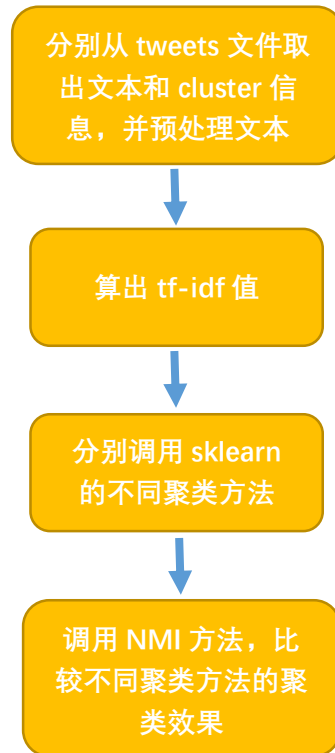 分别从 tweets 文件取
出文本和 cluster 信
息，并预处理文本
算出 tf-idf 值
分别调用 sklearn
的不同聚类方法
调用 NMI 方法，比
较不同聚类方法的聚
类效果